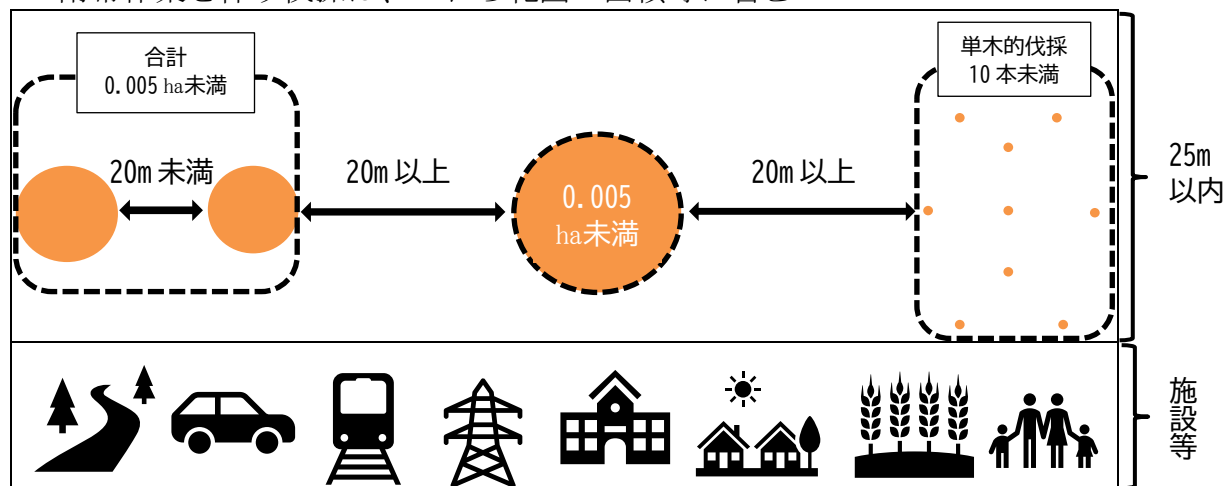 合計
0.005 ha未満
単木的伐採
10 本未満
20m 未満
20m 以上
0.005
ha未満
20m 以上
25m
以内
施設等